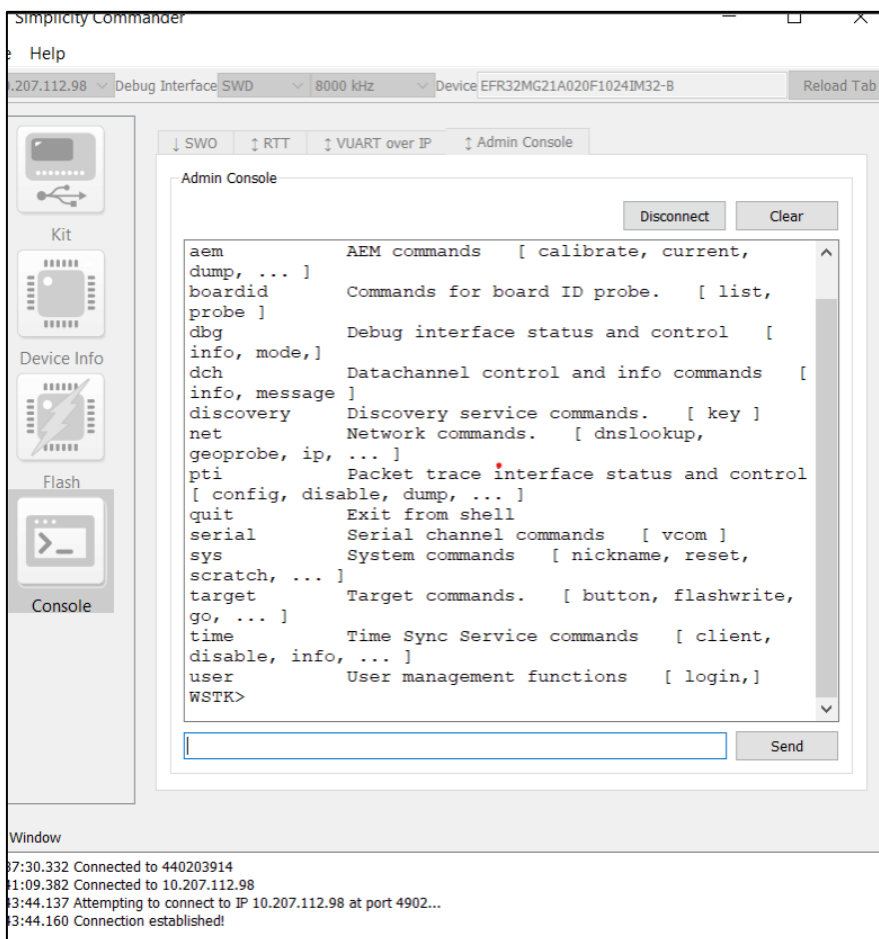 Simplicity Commander
Help
.207.112.98 Debug Interface SWD 8000 kHz Device EFR32MG21A020F1024IM32-B Reload Tab
↓ SWO ↕ RTT ↕ VUART over IP ↕ Admin Console
Admin Console
Kit
Device Info
Flash
Console
Disconnect Clear
aem AEM commands [ calibrate, current,
dump, ... ]
boardid Commands for board ID probe. [ list,
probe ]
dbg Debug interface status and control [
info, mode,]
dch Datachannel control and info commands [
info, message ]
discovery Discovery service commands. [ key ]
net Network commands. [ dnslookup,
geoprobe, ip, ... ]
pti Packet trace interface status and control
[ config, disable, dump, ... ]
quit Exit from shell
serial Serial channel commands [ vcom ]
sys System commands [ nickname, reset,
scratch, ... ]
target Target commands. [ button, flashwrite,
go, ... ]
time Time Sync Service commands [ client,
disable, info, ... ]
user User management functions [ login,]
WSTK>
Send
Window
37:30.332 Connected to 440203914
41:09.382 Connected to 10.207.112.98
43:44.137 Attempting to connect to IP 10.207.112.98 at port 4902...
43:44.160 Connection established!